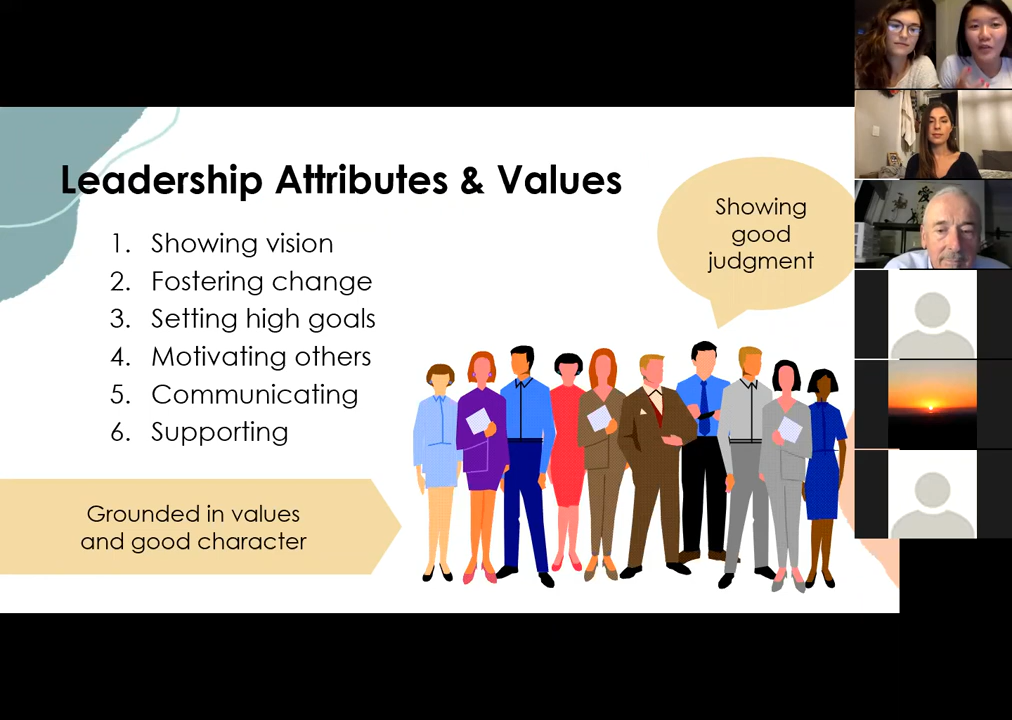 Leadership Attributes & Values
1. Showing vision
2. Fostering change
3. Setting high goals
4. Motivating others
5. Communicating
6. Supporting
Showing
good
judgment
Grounded in values
and good character